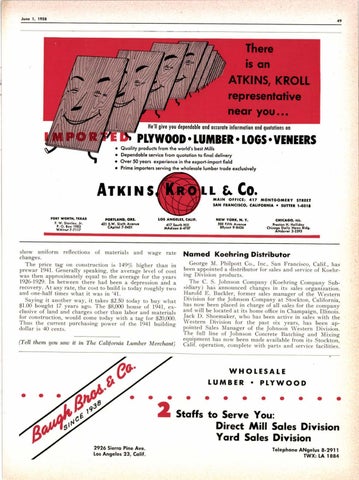 June 1, 1958
49
There
is an
ATKINS, KROLL
representative
near you...
He'll give you dependable and accurate information and quotations on
IMPORTED PLYWOOD • LUMBER • LOGS • VENEERS
• Quality products from the world's best Mills
• Dependable service from quotation to final delivery
• Over 50 years experience in the export-import field
• Prime importers serving the wholesale lumber trade exclusively
ATKINS, KROLL & CO.
MAIN OFFICE: 417 MONTGOMERY STREET
SAN FRANCISCO, CALIFORNIA • SUTTER 1-4018
FORT WORTH, TEXAS
PORTLAND, ORE.
LOS ANGELES, CALIF.
NEW YORK, N. Y.
CHICAGO, ILL.
show uniform reflections of materials and wage rate
changes.
The price tag on construction is 149% higher than in
prewar 1941. Generally speaking, the average level of cost
was then approximately equal to the average for the years
1926-1929. In between there had been a depression and a
recovery. At any rate, the cost to build is today roughly two
and one-half times what it was in '41.
Saying it another way, it takes $2.50 today to buy what
$1.00 bought 17 years ago. The $8,000 house of 1941, ex-
clusive of land and charges other than labor and materials
for construction, would come today with a tag of $20,000.
Thus the current purchasing power of the 1941 building
dollar is 40 cents.
(Tell them you saw it in The California Lumber Merchant)
Named Koehring Distributor
George M. Philpott Co., Inc., San Francisco, Calif., has
been appointed a distributor for sales and service of Koehr-
ing Division products.
The C. S. Johnson Company (Koehring Company Sub-
sidiary) has announced changes in its sales organization.
Harold E. Buckler, former manager of the Western
Division for the Johnson Company at Stockton, California,
has now been placed in charge of all sales for the company
and will be located at its home office in Champaign, Illinois.
Jack D. Shoemaker, who has been active in sales with the
Western Division for the past six years, has been ap-
pointed Sales Manager of the Johnson Western Division.
The full line of Johnson Concrete Batching and Mixing
equipment has now been made available from its Stockton,
Calif. operation, complete with parts and service facilities.
Baugh Bros. & Co.
SINCE 1938
WHOLESALE
LUMBER • PLYWOOD
2 Staffs to Serve You:
Direct Mill Sales Division
Yard Sales Division
2926 Sierra Pine Ave.
Los Angeles 23, Calif.
Telephone ANgelus 8-2911
TWX: LA 1884